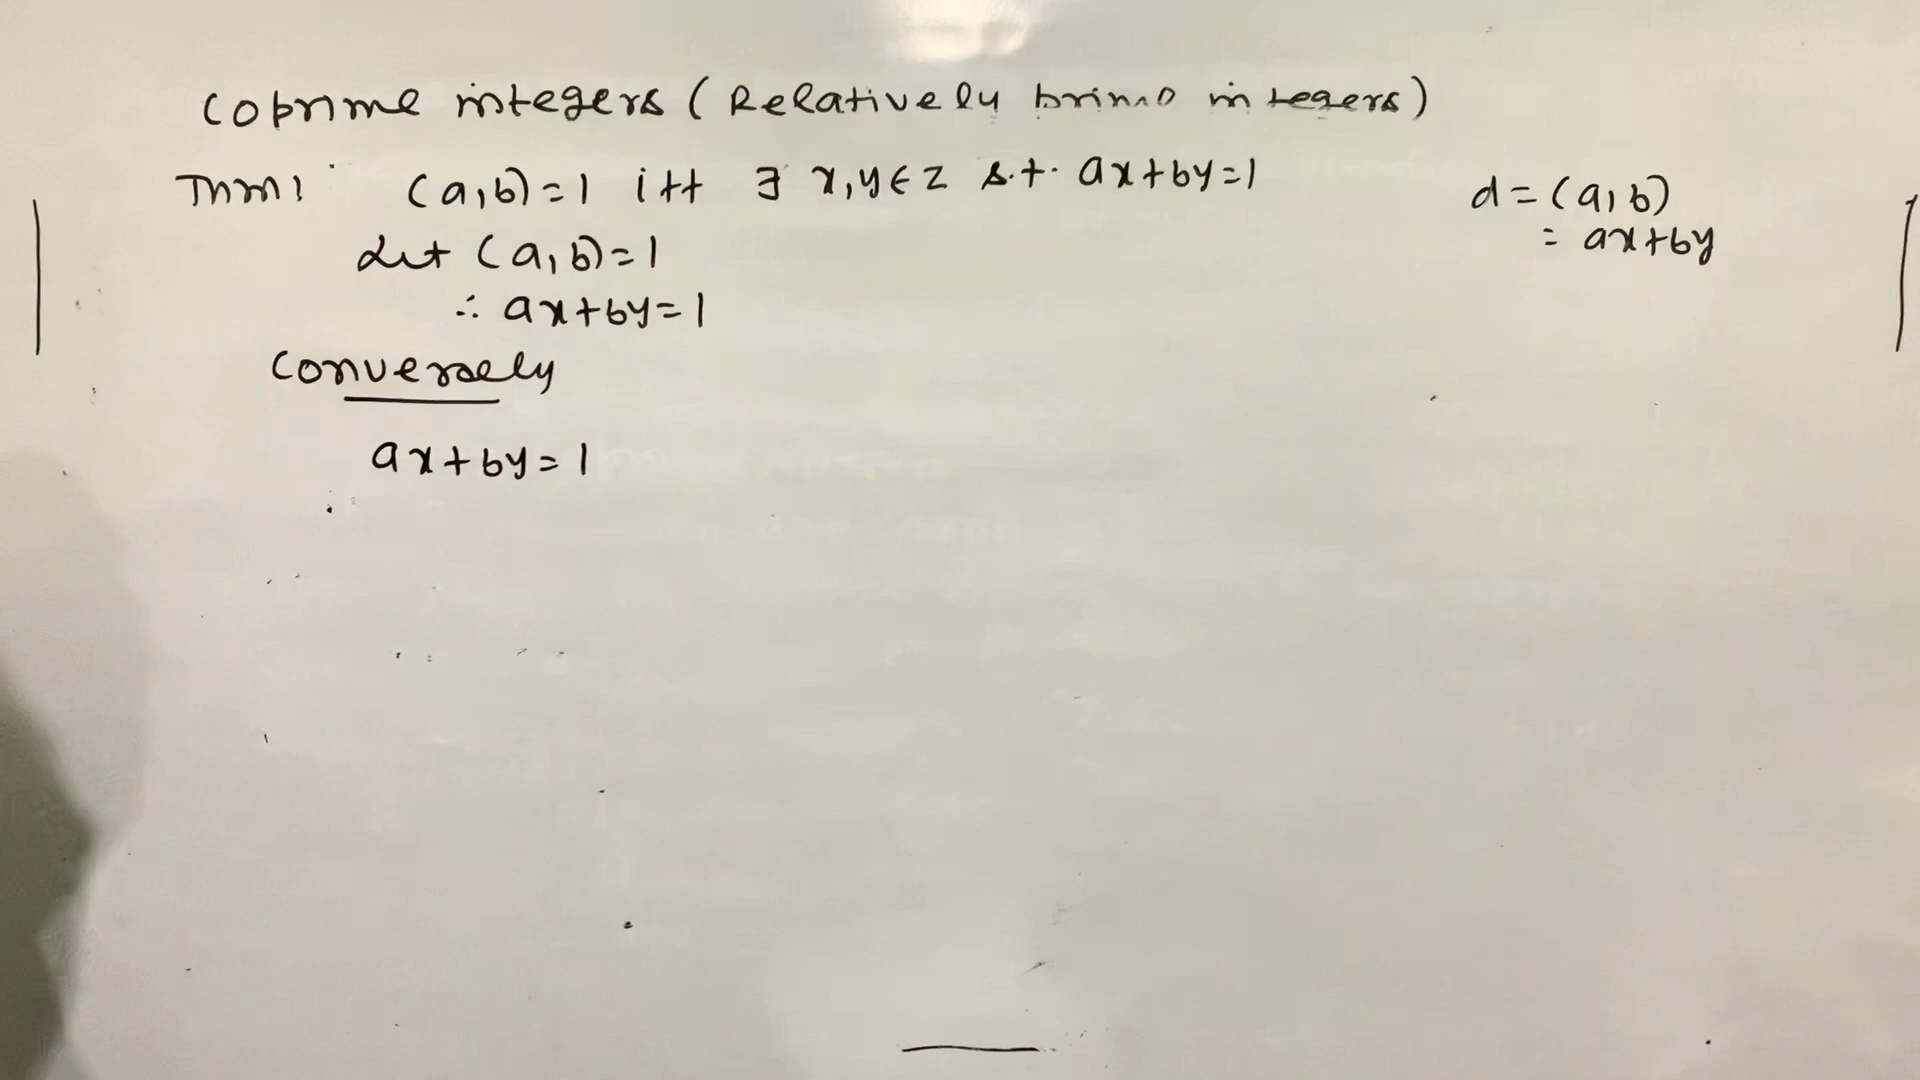 Coprime integers (Relatively prime integers)
Thm: (a,b)=1 iff ∃ x,y∈Z s.t. ax+by=1
Let (a,b)=1
∴ ax+by=1
Conversely
ax+by=1
d=(a,b)
= ax+by